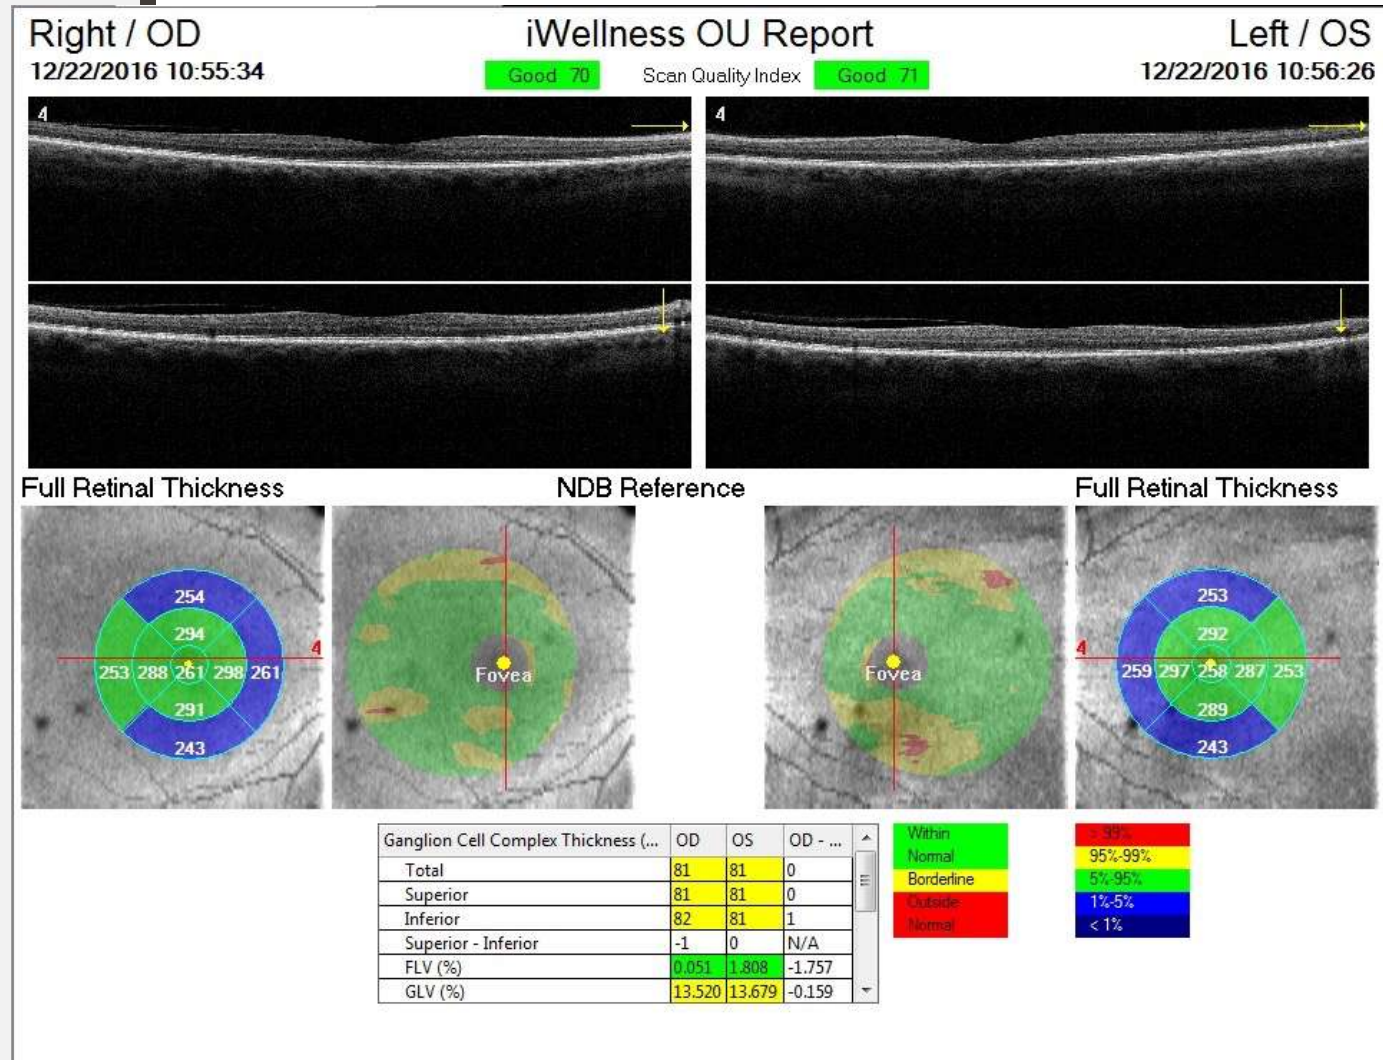 Right / OD
iWellness OU Report
Left / OS
12/22/2016 10:55:34
Good 70
Scan Quality Index
Good 71
12/22/2016 10:56:26
4
4
Full Retinal Thickness
NDB Reference
Full Retinal Thickness
254
294
253 288 261 298 261
291
243
4
Fovea
Fovea
253
292
259 297 258 287 253
289
243
4
Ganglion Cell Complex Thickness (... OD OS OD - ...
Total 81 81 0
Superior 81 81 0
Inferior 82 81 1
Superior - Inferior -1 0 N/A
FLV (%) 0.051 1.808 -1.757
GLV (%) 13.520 13.679 -0.159
Within
Normal
Borderline
Outside
Normal
> 99%
95%-99%
5%-95%
1%-5%
< 1%